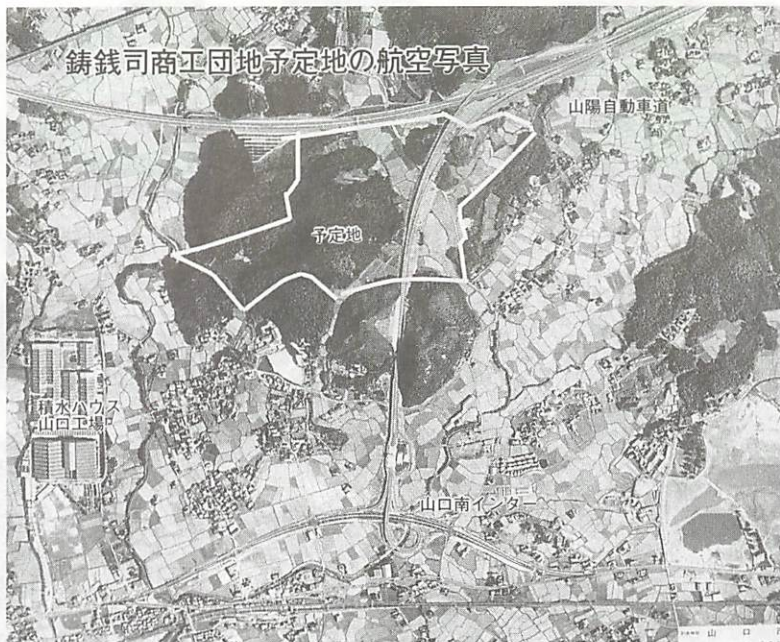 鋳銭司商工団地予定地の航空写真
山陽自動車道
予定地
積水ハウス
山口工場
山口南インター
山 口